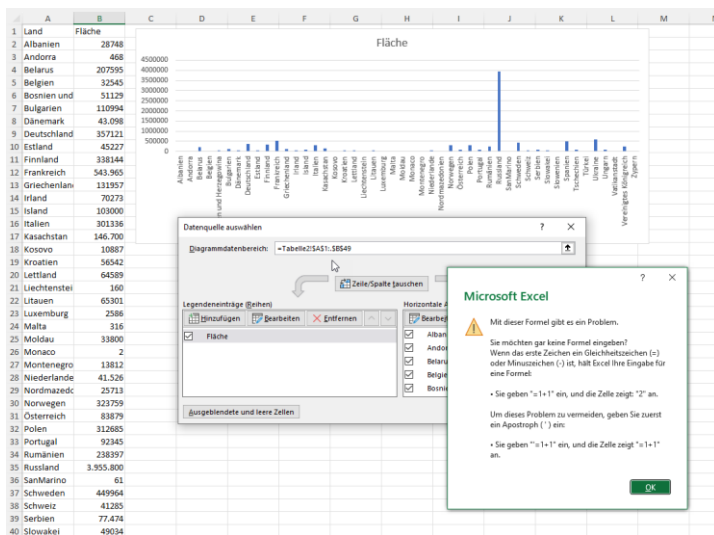 A B C D E F G H I J K L M
1 Land Fläche
2 Albanien 28748
3 Andorra 468
4 Belarus 207595
5 Belgien 32545
6 Bosnien und 51129
7 Bulgarien 110994
8 Dänemark 43.098
9 Deutschland 357121
10 Estland 45227
11 Finnland 338144
12 Frankreich 543.965
13 Griechenlan 131957
14 Irland 70273
15 Island 103000
16 Italien 301336
17 Kasachstan 146.700
18 Kosovo 10887
19 Kroatien 56542
20 Lettland 64589
21 Liechtenstei 160
22 Litauen 65301
23 Luxemburg 2586
24 Malta 316
25 Moldau 33800
26 Monaco 2
27 Montenegro 13812
28 Niederlande 41.526
29 Nordmazedo 25713
30 Norwegen 323759
31 Österreich 83879
32 Polen 312685
33 Portugal 92345
34 Rumänien 238397
35 Russland 3.955.800
36 SanMarino 61
37 Schweden 449964
38 Schweiz 41285
39 Serbien 77.474
40 Slowakei 49034
Fläche
4500000
4000000
3500000
3000000
2500000
2000000
1500000
1000000
500000
0
Albanien
Andorra
Belarus
Belgien
n und Herzegowina
Bulgarien
Dänemark
Deutschland
Estland
Finnland
Frankreich
Griechenland
Irland
Island
Italien
Kasachstan
Kosovo
Kroatien
Lettland
Liechtenstein
Litauen
Luxemburg
Malta
Moldau
Monaco
Montenegro
Niederlande
Nordmazedonien
Norwegen
Österreich
Polen
Portugal
Rumänien
Russland
SanMarino
Schweden
Schweiz
Serbien
Slowakei
Slowenien
Spanien
Tschechien
Türkei
Ukraine
Ungarn
Vatikanstadt
Vereinigtes Königreich
Zypern
Datenquelle auswählen ? ×
Diagrammdatenbereich: =Tabelle2!$A$1:.$B$49
Zeile/Spalte tauschen
Legendeneinträge (Reihen)
Hinzufügen Bearbeiten Entfernen
Fläche
Horizontale A
Bearbei
Alban
Andor
Belaru
Belgie
Bosni
Ausgeblendete und leere Zellen
? ×
Microsoft Excel
Mit dieser Formel gibt es ein Problem.
Sie möchten gar keine Formel eingeben?
Wenn das erste Zeichen ein Gleichheitszeichen (=)
oder Minuszeichen (-) ist, hält Excel Ihre Eingabe für
eine Formel:
• Sie geben "=1+1" ein, und die Zelle zeigt: "2" an.
Um dieses Problem zu vermeiden, geben Sie zuerst
ein Apostroph ( ' ) ein:
• Sie geben "'=1+1" ein, und die Zelle zeigt "=1+1"
an.
OK